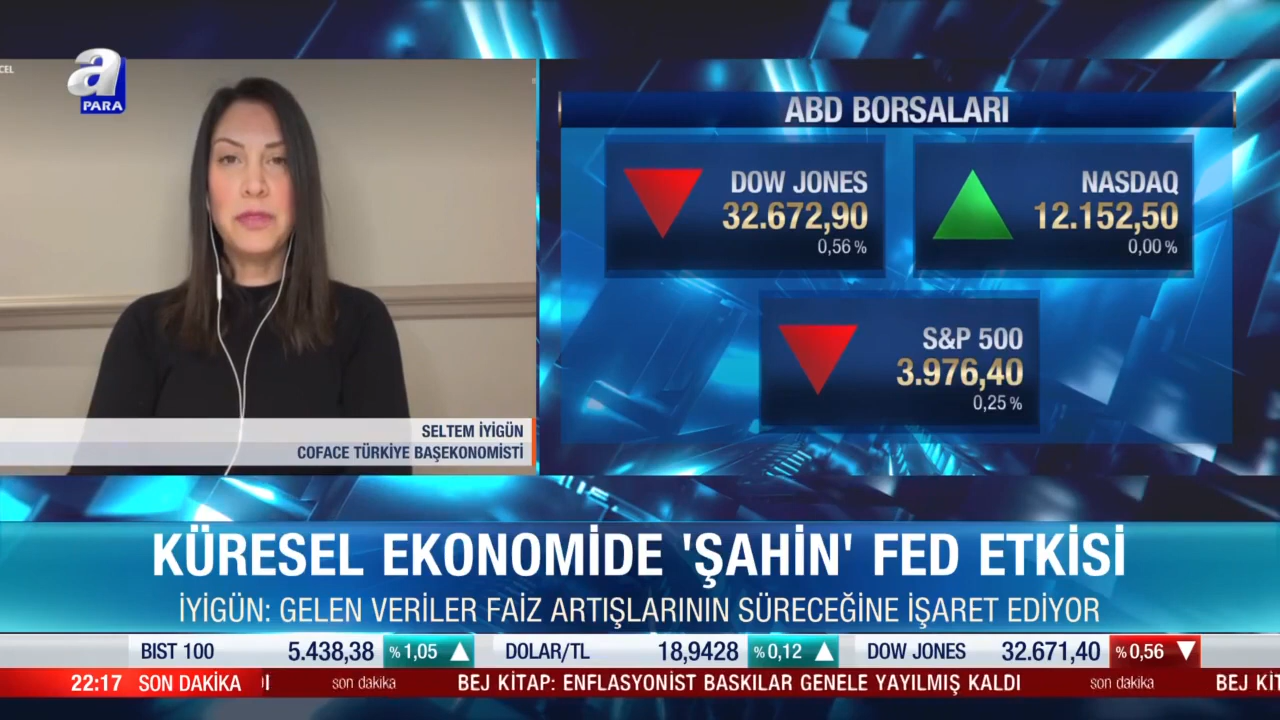 CEL
a
PARA
ABD BORSALARI
DOW JONES
32.672,90
0,56 %
NASDAQ
12.152,50
0,00 %
S&P 500
3.976,40
0,25 %
SELTEM İYİGÜN
COFACE TÜRKİYE BAŞEKONOMİSTİ
KÜRESEL EKONOMİDE 'ŞAHİN' FED ETKİSİ
İYİGÜN: GELEN VERİLER FAİZ ARTIŞLARININ SÜRECEĞİNE İŞARET EDİYOR
BIST 100 5.438,38 % 1,05 DOLAR/TL 18,9428 % 0,12 DOW JONES 32.671,40 % 0,56
22:17 SON DAKİKA son dakika BEJ KİTAP: ENFLASYONİST BASKILAR GENELE YAYILMIŞ KALDI son dakika BEJ